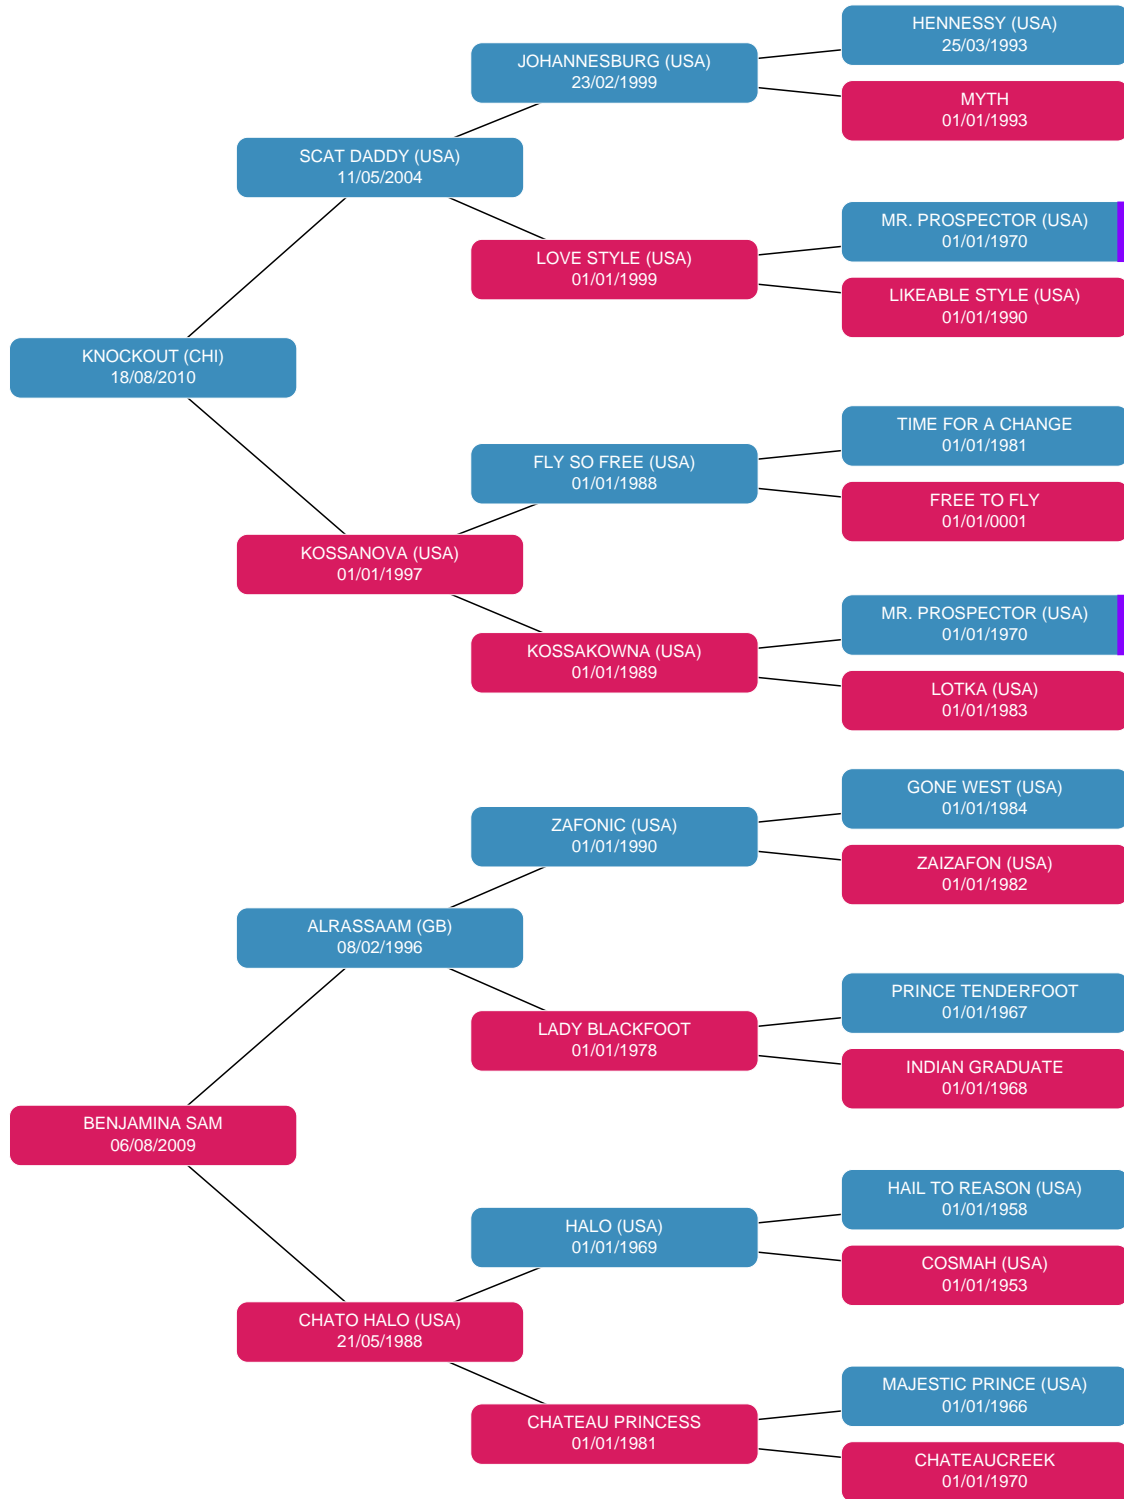 HENNESSY (USA)
25/03/1993
JOHANNESBURG (USA)
23/02/1999
MYTH
01/01/1993
SCAT DADDY (USA)
11/05/2004
MR. PROSPECTOR (USA)
01/01/1970
LOVE STYLE (USA)
01/01/1999
LIKEABLE STYLE (USA)
01/01/1990
KNOCKOUT (CHI)
18/08/2010
TIME FOR A CHANGE
01/01/1981
FLY SO FREE (USA)
01/01/1988
FREE TO FLY
01/01/0001
KOSSANOVA (USA)
01/01/1997
MR. PROSPECTOR (USA)
01/01/1970
KOSSAKOWNA (USA)
01/01/1989
LOTKA (USA)
01/01/1983
GONE WEST (USA)
01/01/1984
ZAFONIC (USA)
01/01/1990
ZAIZAFON (USA)
01/01/1982
ALRASSAAM (GB)
08/02/1996
PRINCE TENDERFOOT
01/01/1967
LADY BLACKFOOT
01/01/1978
INDIAN GRADUATE
01/01/1968
BENJAMINA SAM
06/08/2009
HAIL TO REASON (USA)
01/01/1958
HALO (USA)
01/01/1969
COSMAH (USA)
01/01/1953
CHATO HALO (USA)
21/05/1988
MAJESTIC PRINCE (USA)
01/01/1966
CHATEAU PRINCESS
01/01/1981
CHATEAUCREEK
01/01/1970